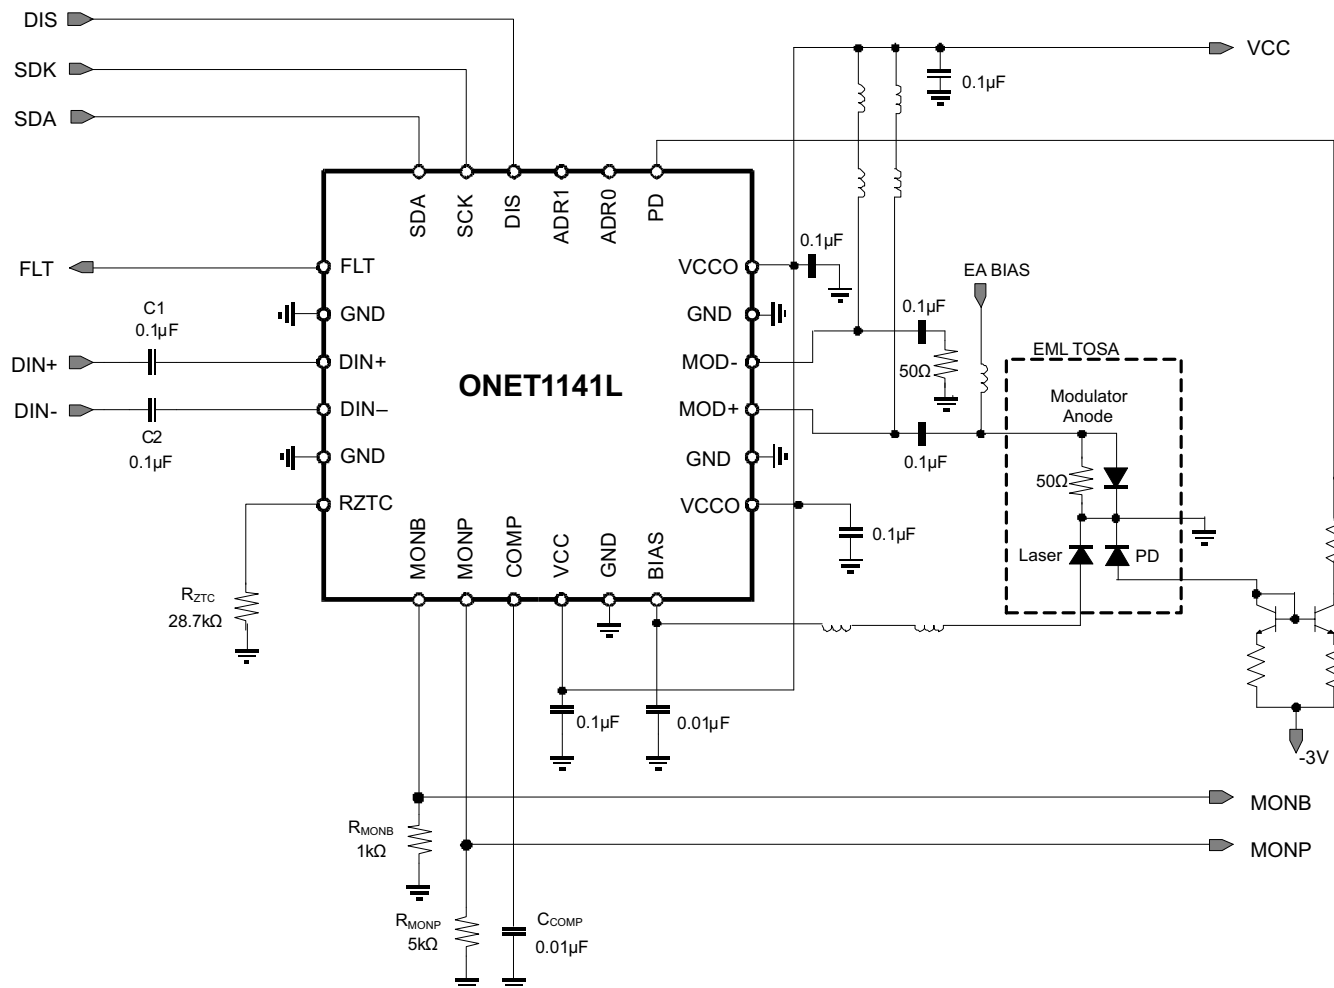 DIS
SDK
SDA
VCC
0.1µF
SDA
SCK
DIS
ADR1
ADR0
PD
FLT
FLT
GND
C1
0.1µF
DIN+
DIN+
DIN-
DIN–
C2
0.1µF
GND
RZTC
RZTC
28.7kΩ
ONET1141L
VCCO
0.1µF
GND
MOD-
0.1µF
50Ω
MOD+
0.1µF
GND
VCCO
0.1µF
EA BIAS
EML TOSA
Modulator
Anode
50Ω
Laser
PD
MONB
MONP
COMP
VCC
GND
BIAS
0.1µF
0.01µF
-3V
MONB
RMONB
1kΩ
MONP
RMONP
5kΩ
CCOMP
0.01µF